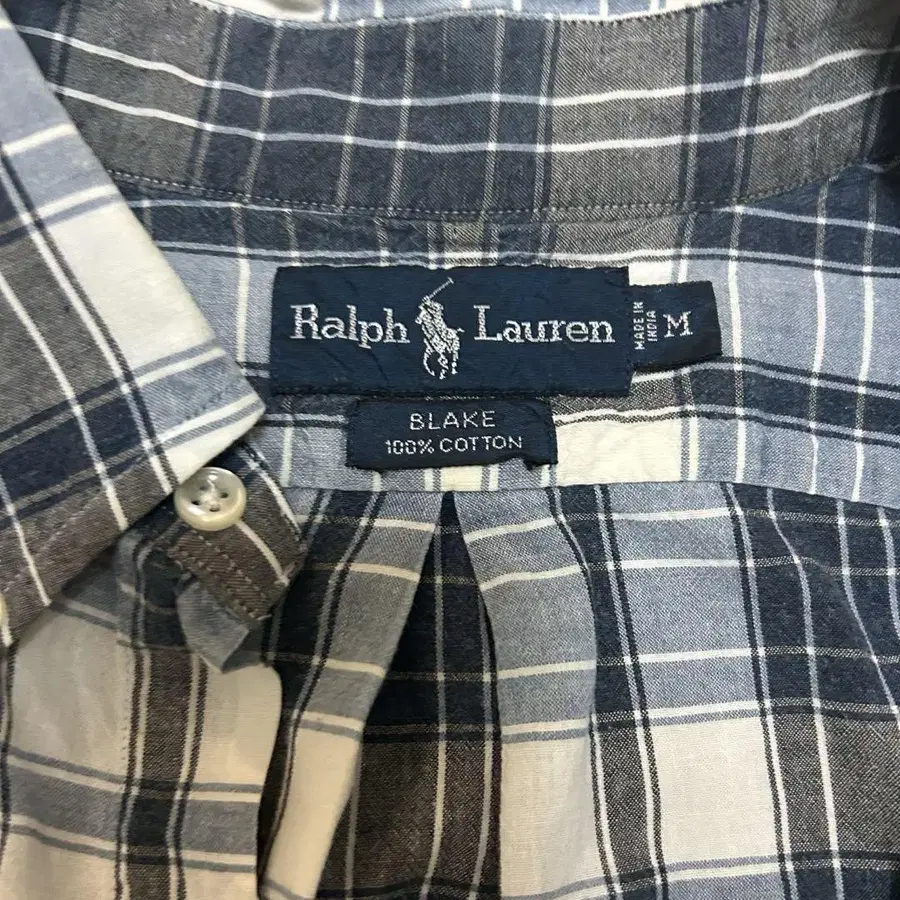 Ralph Lauren
MADE IN
INDIA
M
BLAKE
100% COTTON